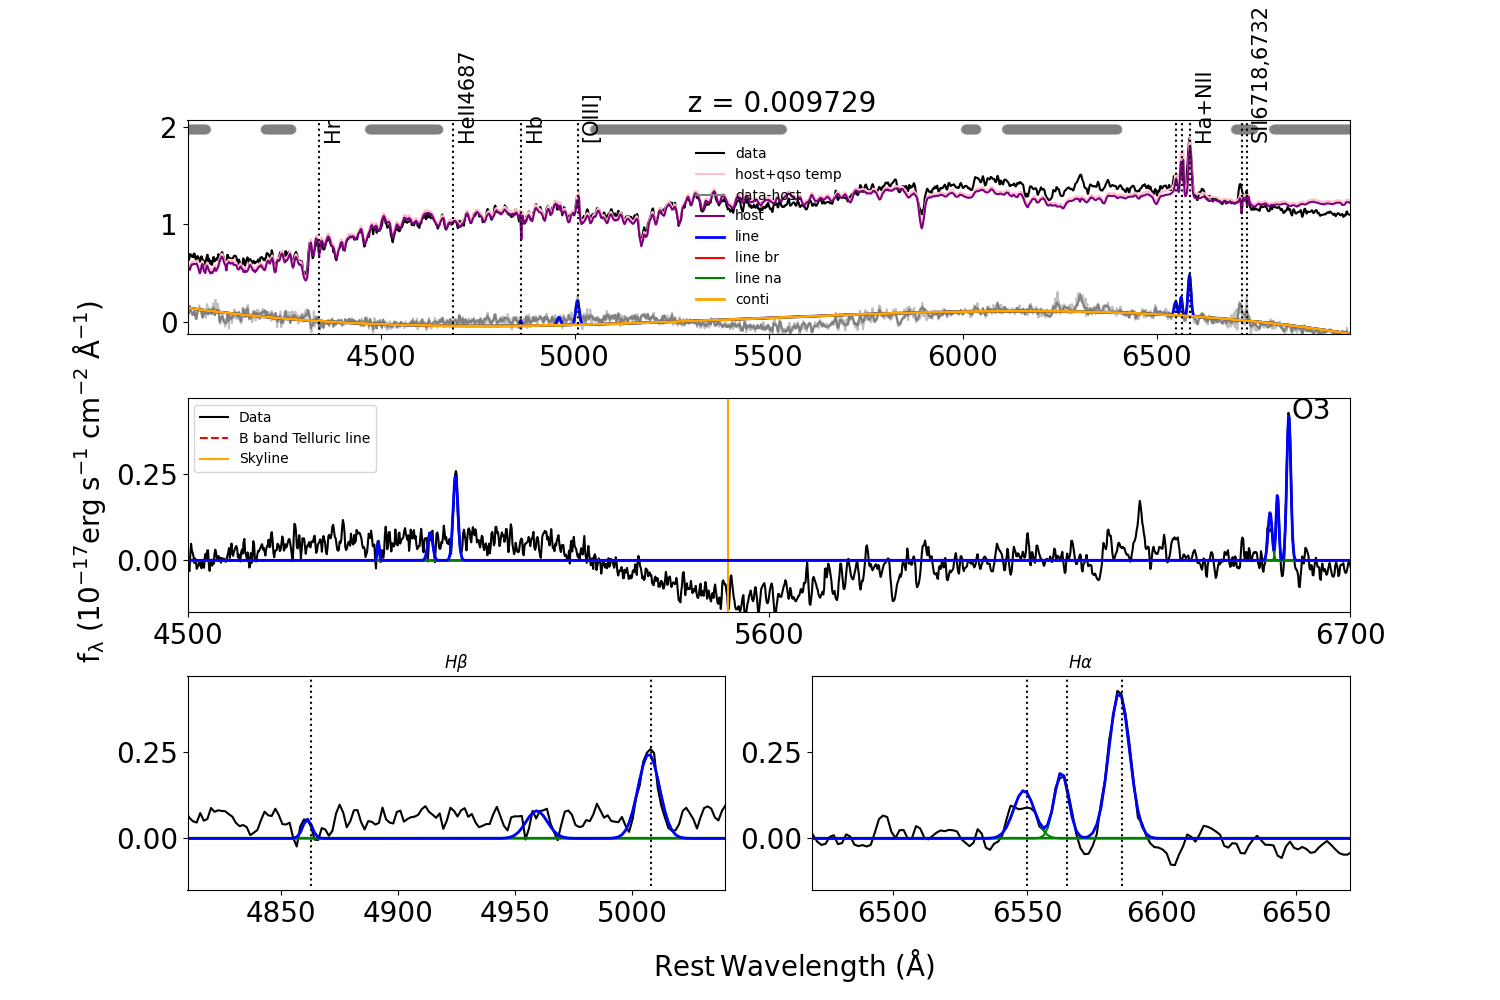 z = 0.009729
Hr
HeII4687
Hb
[OIII]
Ha+NII
SII6718,6732
data
host+qso temp
data-host
host
line
line br
line na
conti
2
1
0
4500
5000
5500
6000
6500
fλ (10−17erg s−1 cm−2 Å−1)
Data
B band Telluric line
Skyline
O3
0.25
0.00
4500
5600
6700
Hβ
0.25
0.00
4850
4900
4950
5000
Hα
0.25
0.00
6500
6550
6600
6650
Rest Wavelength (Å)